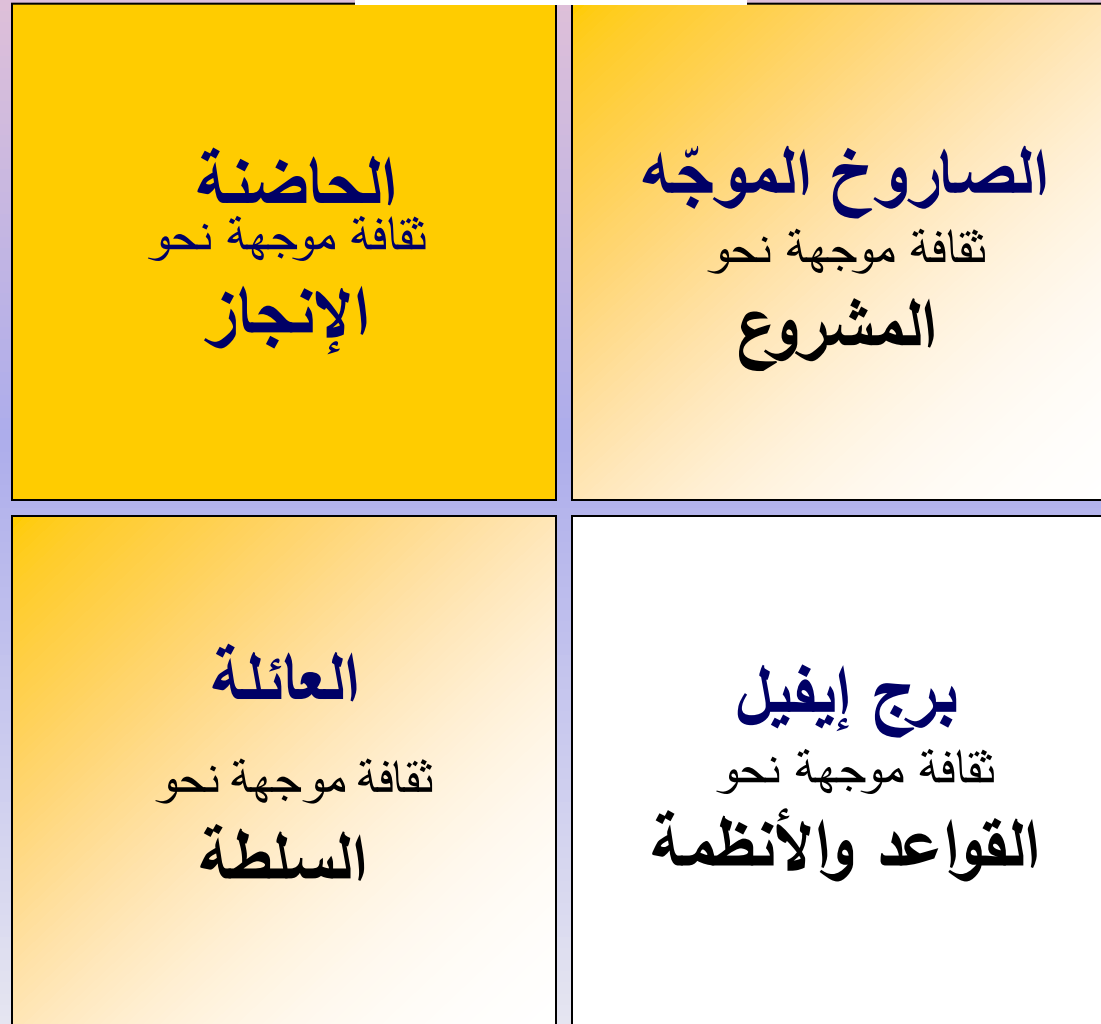 الصاروخ الموجّه
ثقافة موجهة نحو
المشروع
الحاضنة
ثقافة موجهة نحو
الإنجاز
برج إيفيل
ثقافة موجهة نحو
القواعد والأنظمة
العائلة
ثقافة موجهة نحو
السلطة